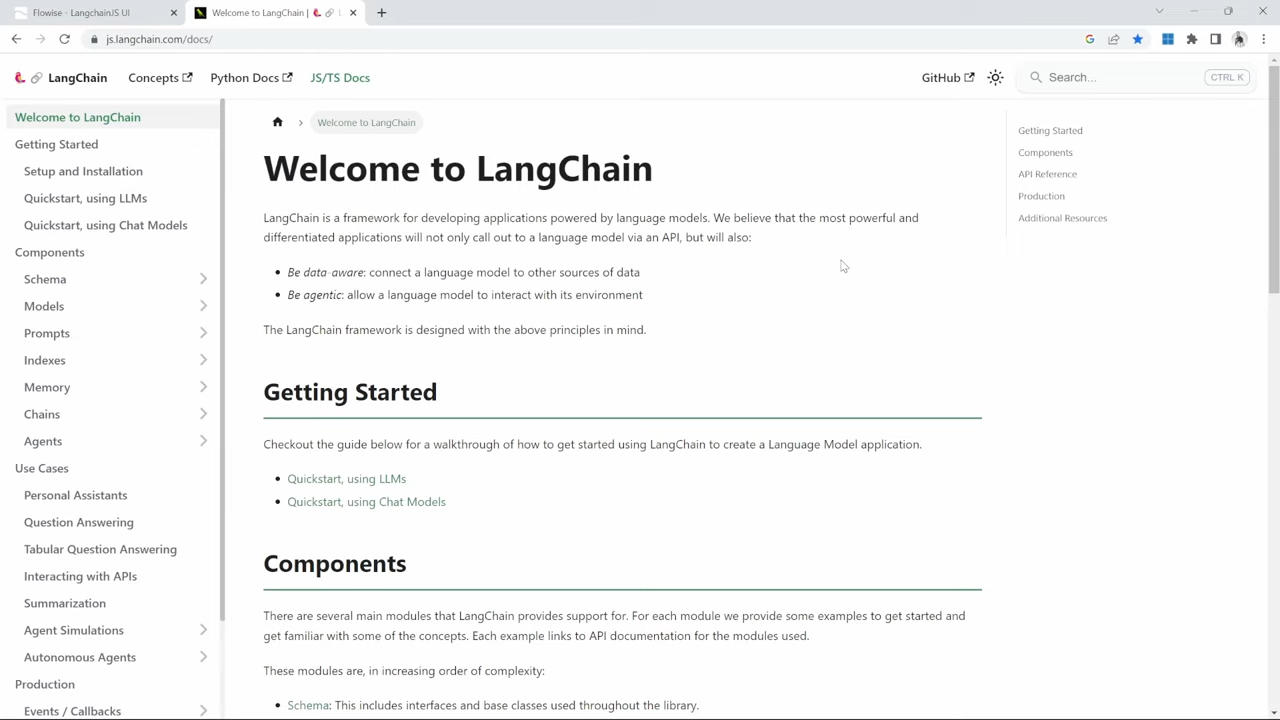 Flowise - LangchainJS UI
Welcome to LangChain |
js.langchain.com/docs/
LangChain
Concepts
Python Docs
JS/TS Docs
GitHub
Search...
CTRL K
Welcome to LangChain
Getting Started
Setup and Installation
Quickstart, using LLMs
Quickstart, using Chat Models
Components
Schema
Models
Prompts
Indexes
Memory
Chains
Agents
Use Cases
Personal Assistants
Question Answering
Tabular Question Answering
Interacting with APIs
Summarization
Agent Simulations
Autonomous Agents
Production
Events / Callbacks
Welcome to LangChain
Welcome to LangChain
LangChain is a framework for developing applications powered by language models. We believe that the most powerful and
differentiated applications will not only call out to a language model via an API, but will also:
• Be data-aware: connect a language model to other sources of data
• Be agentic: allow a language model to interact with its environment
The LangChain framework is designed with the above principles in mind.
Getting Started
Checkout the guide below for a walkthrough of how to get started using LangChain to create a Language Model application.
• Quickstart, using LLMs
• Quickstart, using Chat Models
Components
There are several main modules that LangChain provides support for. For each module we provide some examples to get started and
get familiar with some of the concepts. Each example links to API documentation for the modules used.
These modules are, in increasing order of complexity:
• Schema: This includes interfaces and base classes used throughout the library.
Getting Started
Components
API Reference
Production
Additional Resources